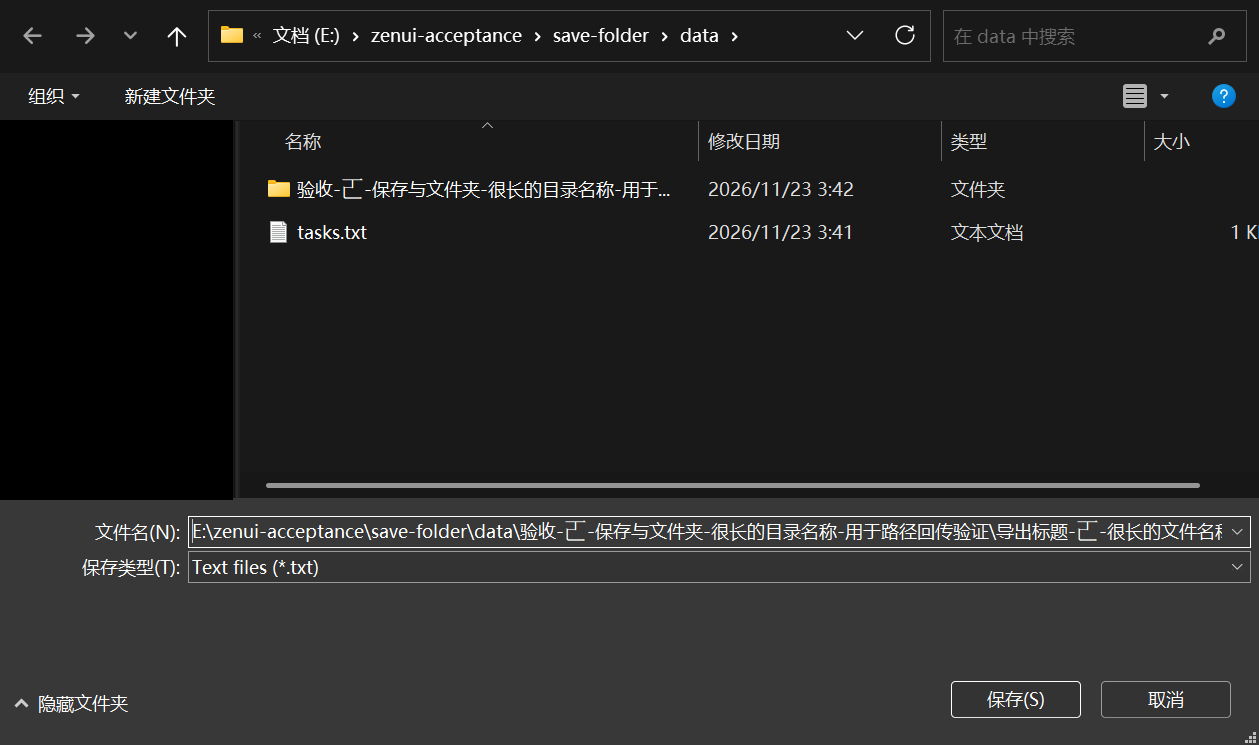 « 文档 (E:) › zenui-acceptance › save-folder › data ›
在 data 中搜索
组织 新建文件夹
?
名称 修改日期 类型 大小
验收-𠀀-保存与文件夹-很长的目录名称-用于... 2026/11/23 3:42 文件夹
tasks.txt 2026/11/23 3:41 文本文档 1 K
文件名(N): E:\zenui-acceptance\save-folder\data\验收-𠀀-保存与文件夹-很长的目录名称-用于路径回传验证\导出标题-𠀀-很长的文件名称
保存类型(T): Text files (*.txt)
隐藏文件夹
保存(S) 取消